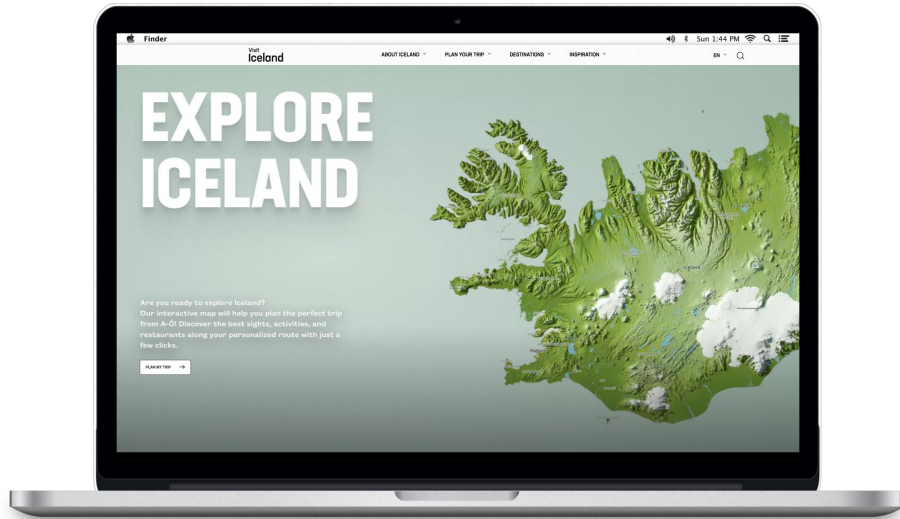 Finder
Sun 1:44 PM
Visit
Iceland
ABOUT ICELAND
PLAN YOUR TRIP
DESTINATIONS
INSPIRATION
EN
EXPLORE
ICELAND
Are you ready to explore Iceland?
Our interactive map will help you plan the perfect trip
from A-Ö! Discover the best sights, activities, and
restaurants along your personalized route with just a
few clicks.
PLAN MY TRIP
ICELAND